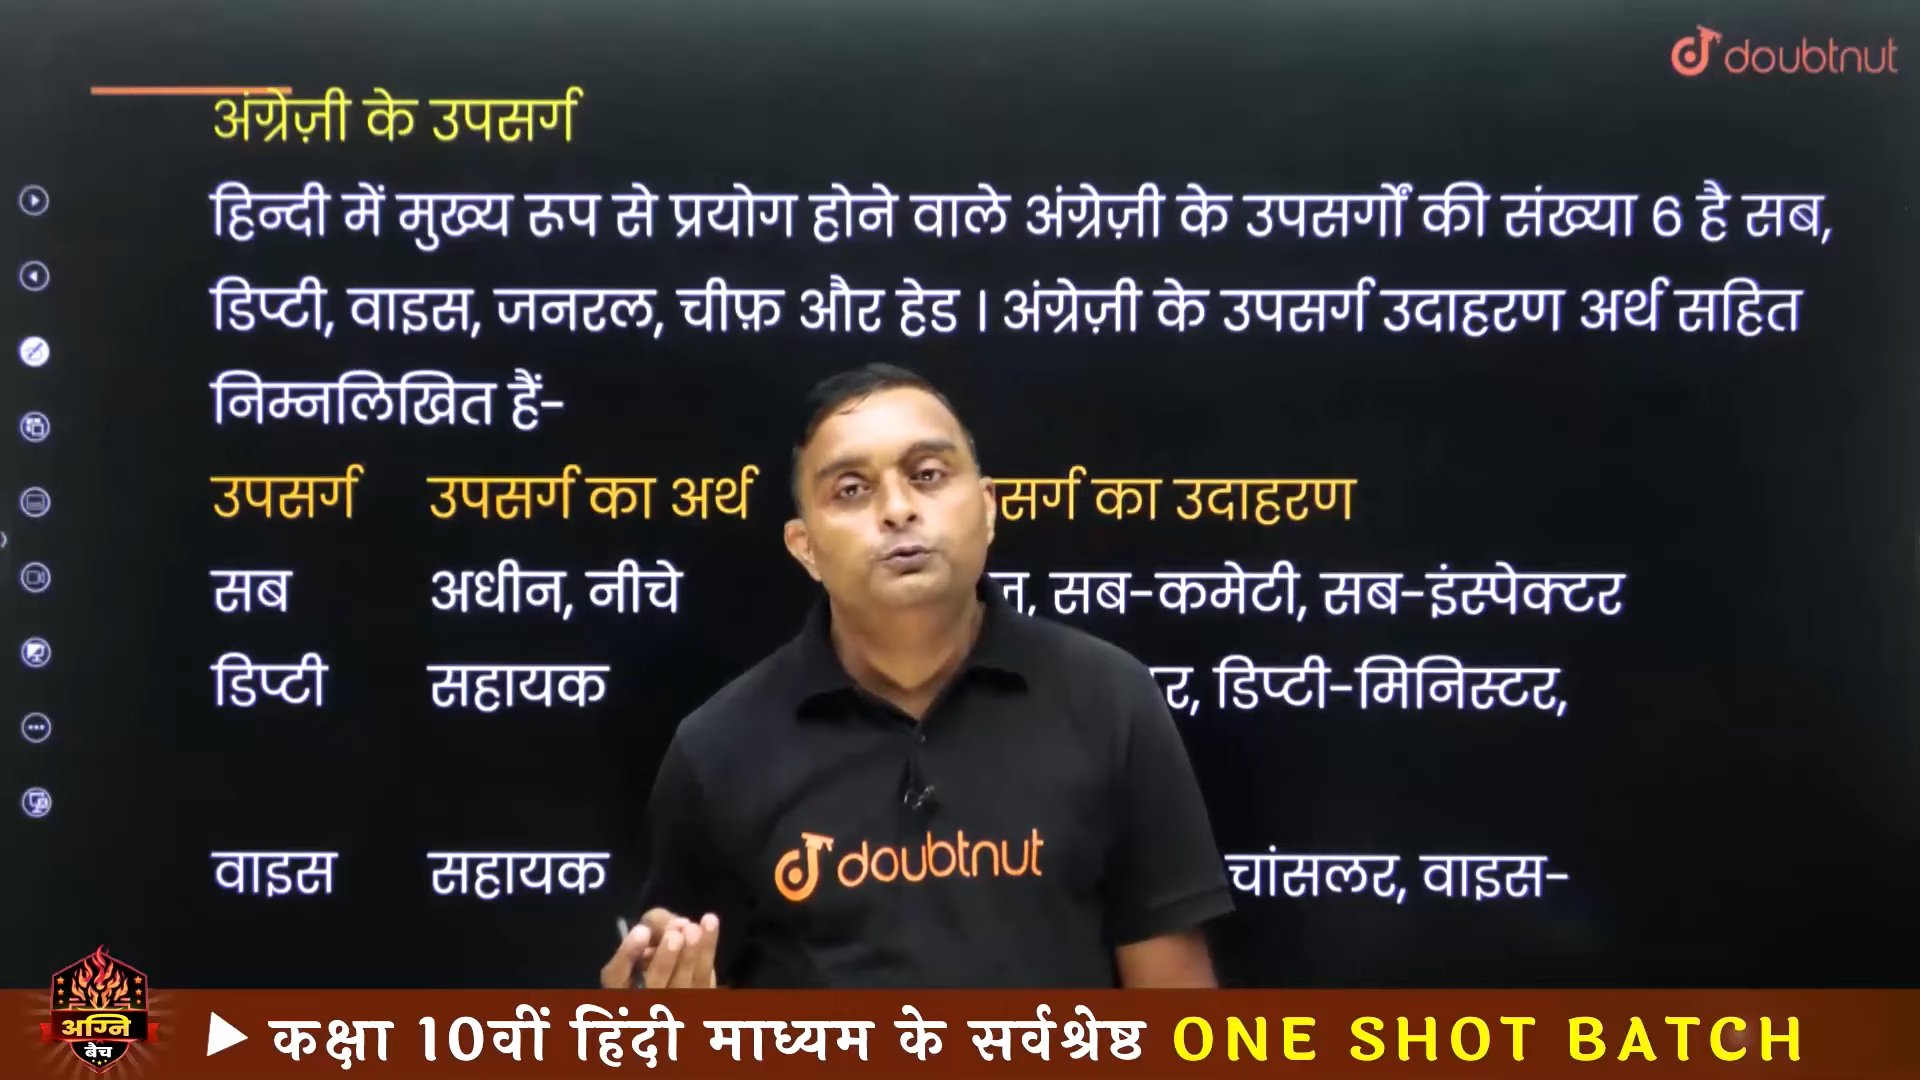 doubtnut
अंग्रेज़ी के उपसर्ग
हिन्दी में मुख्य रूप से प्रयोग होने वाले अंग्रेज़ी के उपसर्गों की संख्या 6 है सब,
डिप्टी, वाइस, जनरल, चीफ़ और हेड । अंग्रेज़ी के उपसर्ग उदाहरण अर्थ सहित
निम्नलिखित हैं-
उपसर्ग उपसर्ग का अर्थ सर्ग का उदाहरण
सब अधीन, नीचे सब-कमेटी, सब-इंस्पेक्टर
डिप्टी सहायक र, डिप्टी-मिनिस्टर,
वाइस सहायक चांसलर, वाइस-
doubtnut
अग्नि
बैच
कक्षा 10वीं हिंदी माध्यम के सर्वश्रेष्ठ ONE SHOT BATCH